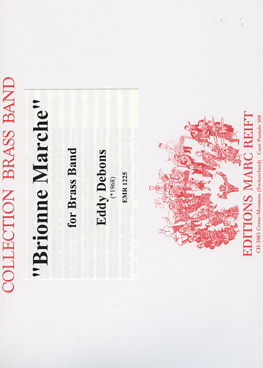 COLLECTION BRASS BAND
"Brionne Marche"
for Brass Band
Eddy Debons
(*1968)
EMR 1225
EDITIONS MARC REIFT
CH-3963 Crans-Montana (Switzerland) Case Postale 308